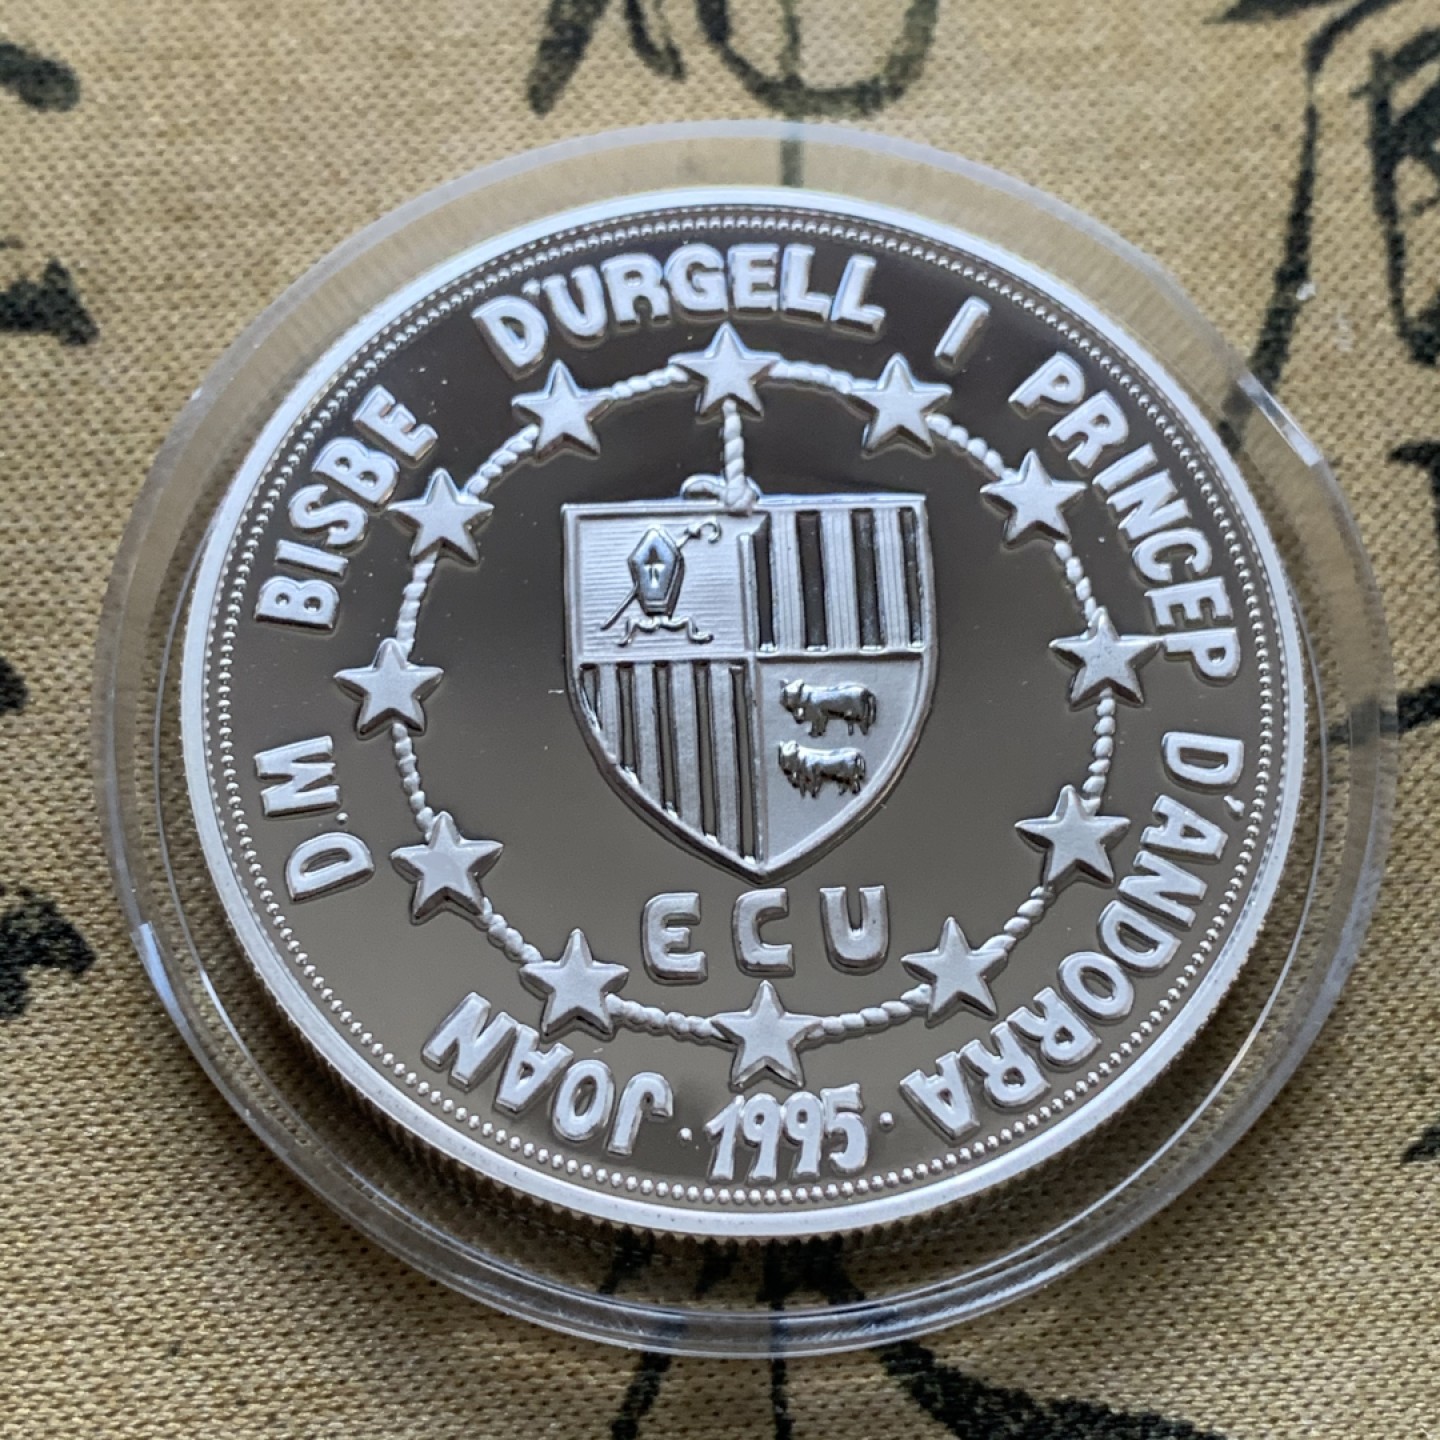 JOAN D.M BISBE D'URGELL I PRINCEP D'ANDORRA
ECU
·1995·